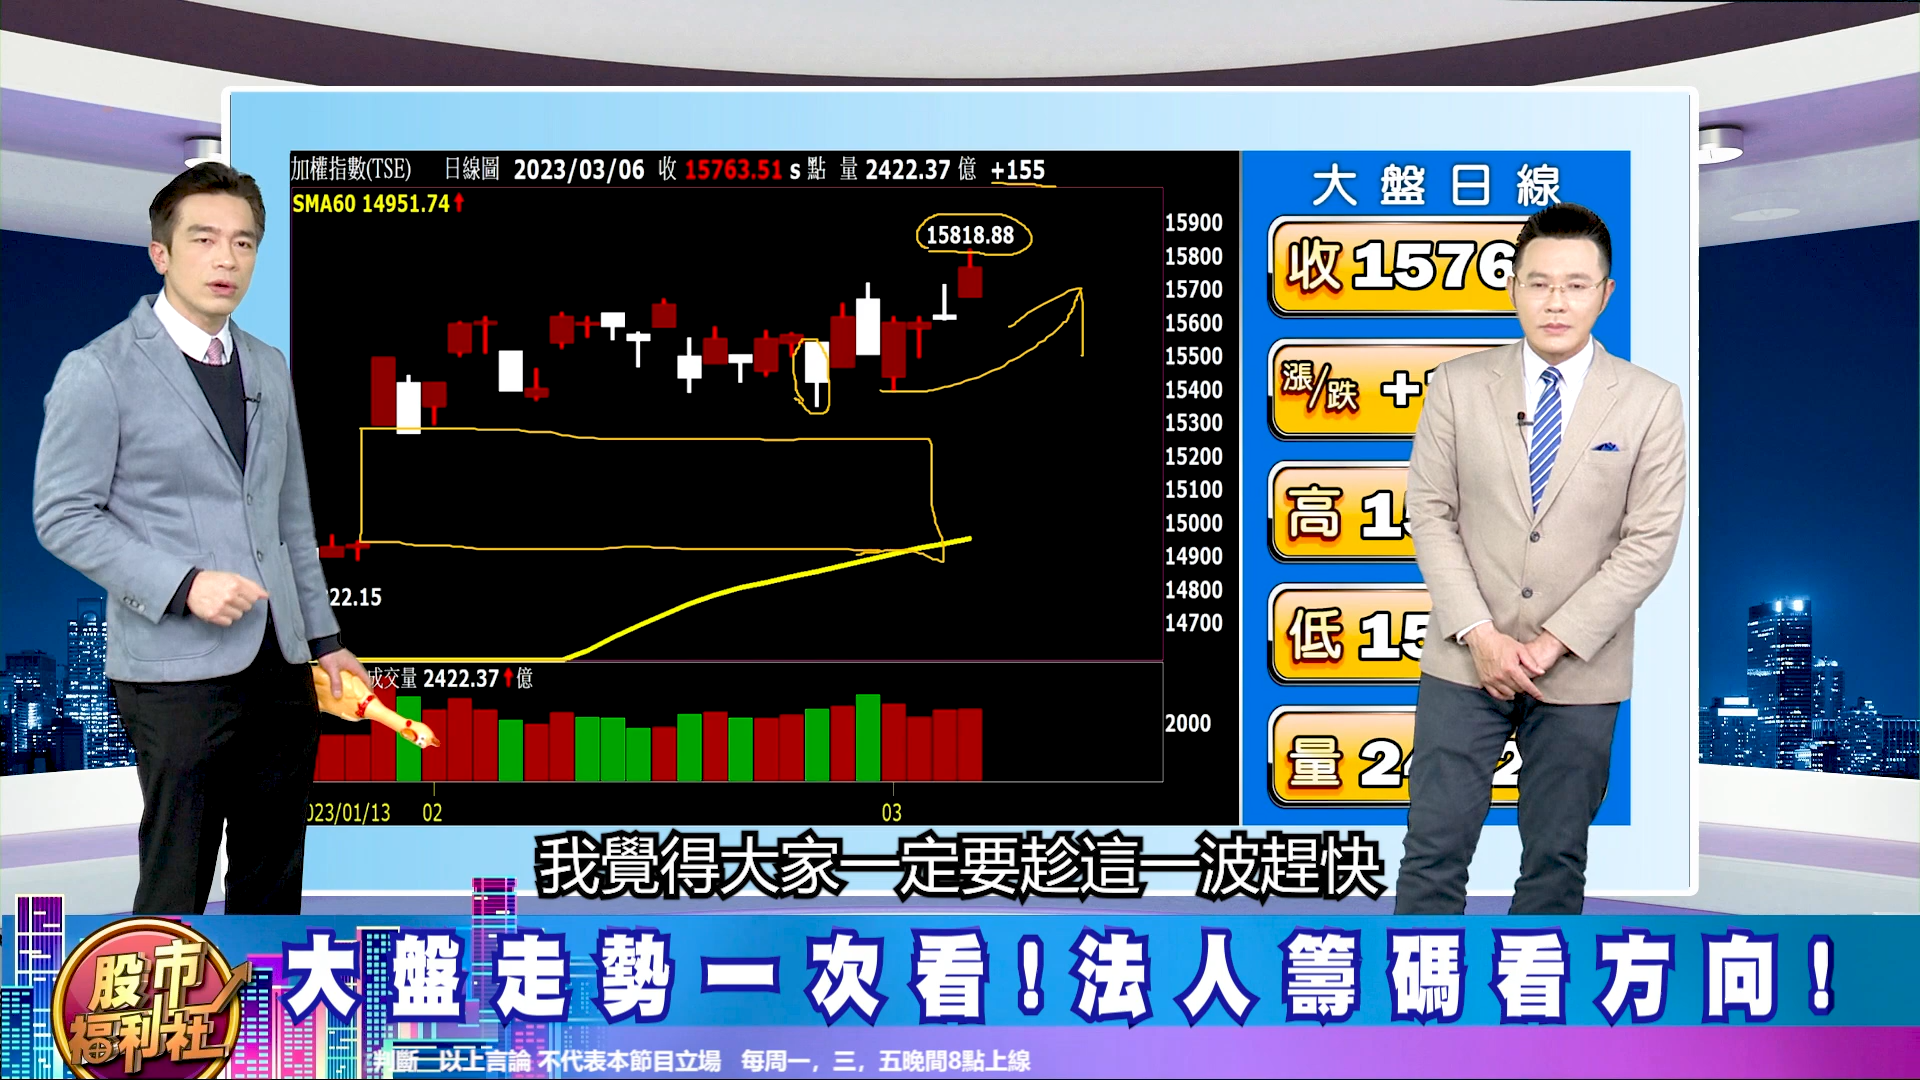 加權指數(TSE) 日線圖 2023/03/06 收 15763.51 s 點 量 2422.37 億 +155
SMA60 14951.74
15818.88
15900
15800
15700
15600
15500
15400
15300
15200
15100
15000
14900
14800
14700
22.15
成交量 2422.37 億
2000
023/01/13 02 03
大盤日線
收 1576
漲/跌 +
高 15
低 15
量 24 2
我覺得大家一定要趁這一波趕快
股市
福利社
大盤走勢一次看!法人籌碼看方向!
判斷 以上言論 不代表本節目立場 每周一,三,五晚間8點上線